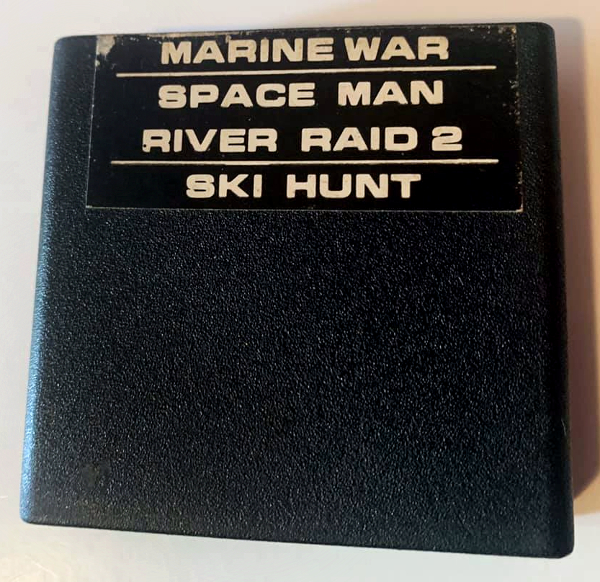 MARINE WAR
SPACE MAN
RIVER RAID 2
SKI HUNT